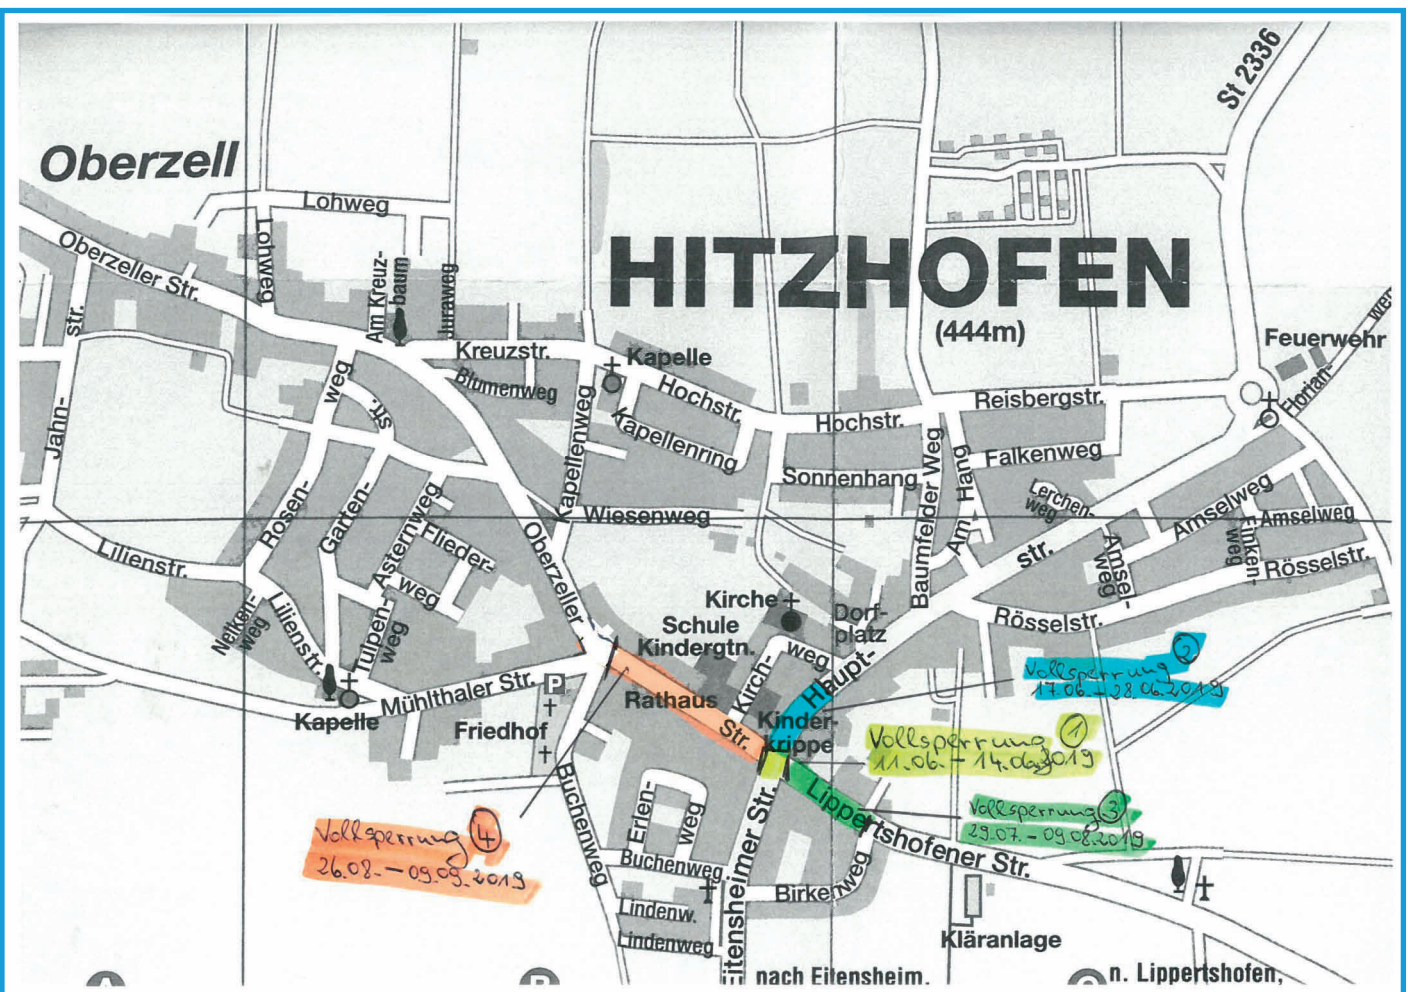 St 2336
Oberzell
Lohweg
Lohweg
Oberzeller Str.
Am Kreuz-
baum
Juraweg
HITZHOFEN
(444m)
weg
Feuerwehr
Florian-
Jahn-
str.
Kreuzstr.
Blumenweg
Kapelle
Hochstr.
Hochstr.
Reisbergstr.
Kapellenweg
Kapellenring
weg
str.
Rosen-
Garten-
Sonnenhang
Baumfelder Weg
Am Hang
Falkenweg
Lerchen-
weg
Wiesenweg
str.
Amselweg
Amselweg
Amsel-
weg
Finken-
weg
Rösselstr.
Rösselstr.
Lilienstr.
Lilienstr.
Nelken-
weg
Asternweg
Flieder-
weg
Tulpen-
weg
Oberzeller
Kirche
Schule
Kindergtn.
Dorf-
platz
Kirch-
weg
Haupt-
Rathaus
Str.
Kinder-
krippe
Mühlthaler Str.
P
Kapelle
Friedhof
Vollsperrung 2
17.06 – 28.06.2019
Vollsperrung 1
11.06. – 14.06.2019
Vollsperrung 3
29.07. – 09.08.2019
Vollsperrung 4
26.08. – 09.09.2019
Lippertshofener Str.
Buchenweg
Erlen-
weg
Buchenweg
Eitensheimer Str.
Birkenweg
Lindenw.
Lindenweg
Kläranlage
nach Eitensheim,
n. Lippertshofen,
A
B
C